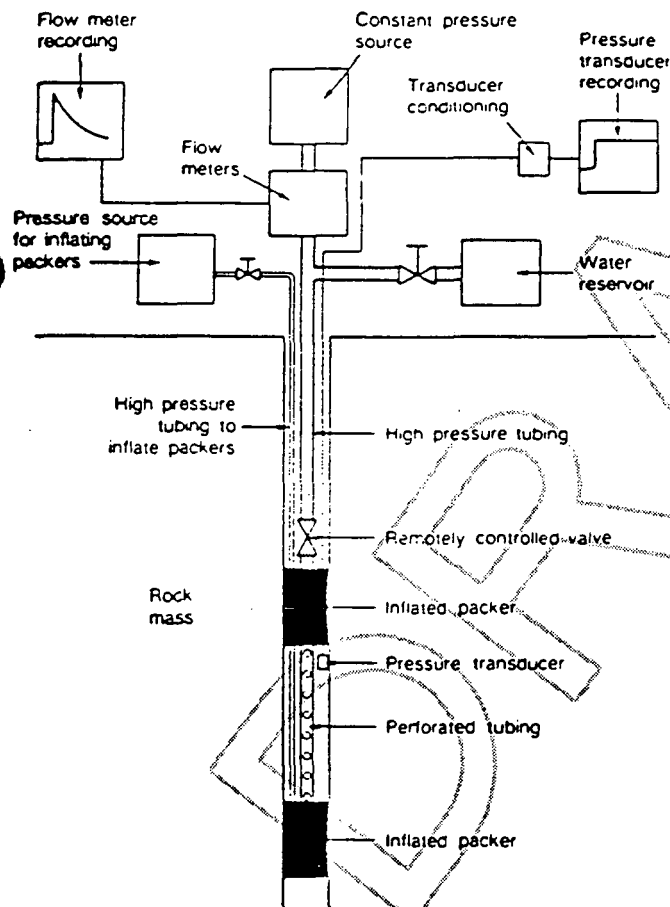 Flow meter
recording
Constant pressure
source
Pressure
transducer
recording
Transducer
conditioning
Flow
meters
Pressure source
for inflating
packers
Water
reservoir
High pressure
tubing to
inflate packers
High pressure tubing
Remotely controlled valve
Rock
mass
Inflated packer
Pressure transducer
Perforated tubing
Inflated packer